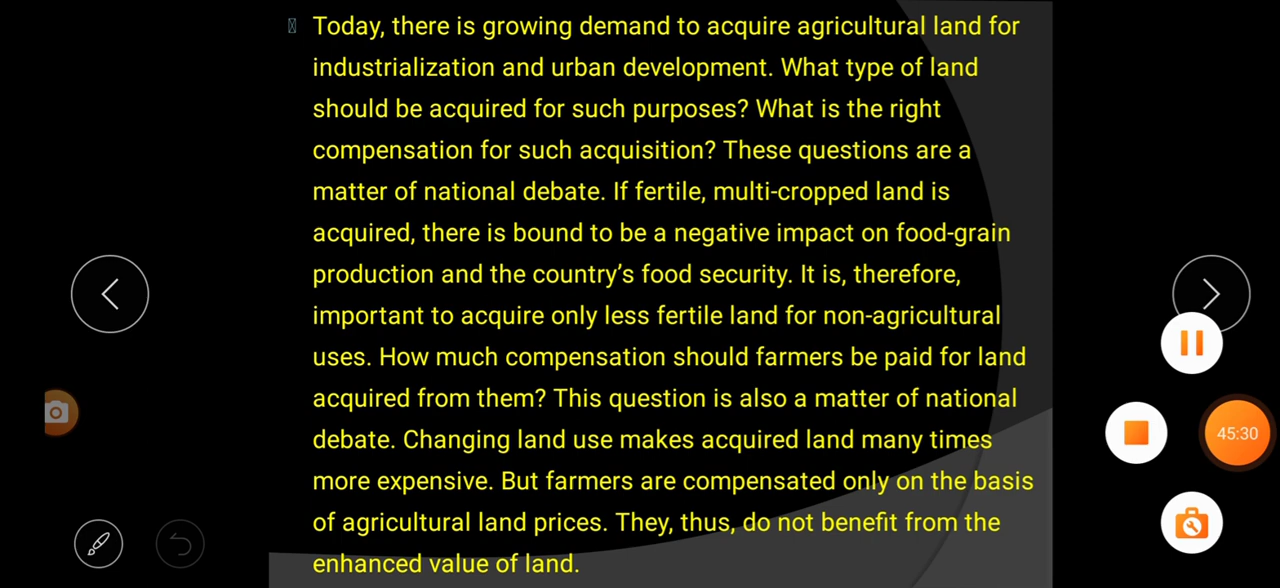 Today, there is growing demand to acquire agricultural land for
industrialization and urban development. What type of land
should be acquired for such purposes? What is the right
compensation for such acquisition? These questions are a
matter of national debate. If fertile, multi-cropped land is
acquired, there is bound to be a negative impact on food-grain
production and the country’s food security. It is, therefore,
important to acquire only less fertile land for non-agricultural
uses. How much compensation should farmers be paid for land
acquired from them? This question is also a matter of national
debate. Changing land use makes acquired land many times
more expensive. But farmers are compensated only on the basis
of agricultural land prices. They, thus, do not benefit from the
enhanced value of land.
45:30